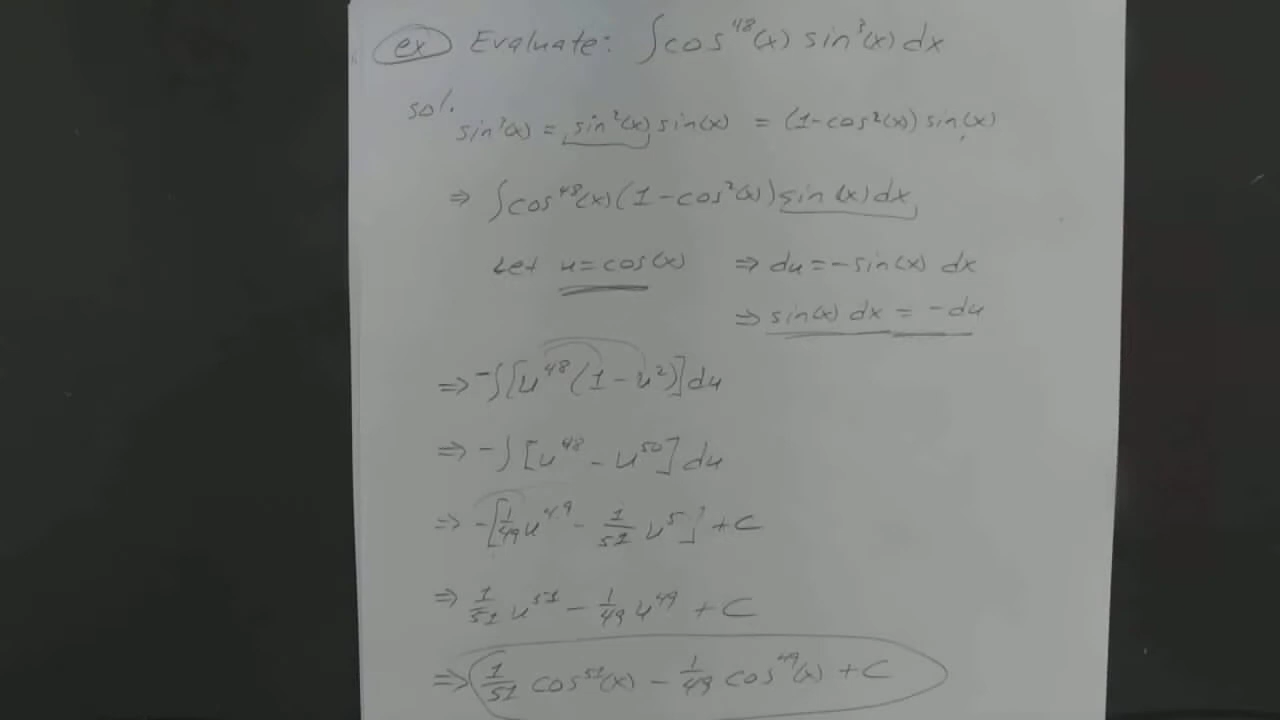 ex Evaluate: ∫cos⁴⁸(x) sin³(x) dx
sol.
sin³(x) = sin²(x) sin(x) = (1-cos²(x)) sin(x)
⇒ ∫cos⁴⁸(x)(1-cos²(x)) sin(x) dx
Let u=cos(x) ⇒ du=-sin(x) dx
⇒ sin(x) dx = -du
⇒ -∫[u⁴⁸(1-u²)]du
⇒ -∫[u⁴⁸-u⁵⁰]du
⇒ -[1/49 u⁴⁹ - 1/51 u⁵] + C
⇒ 1/51 u⁵¹ - 1/49 u⁴⁹ + C
⇒ 1/51 cos⁵¹(x) - 1/49 cos⁴⁹(x) + C